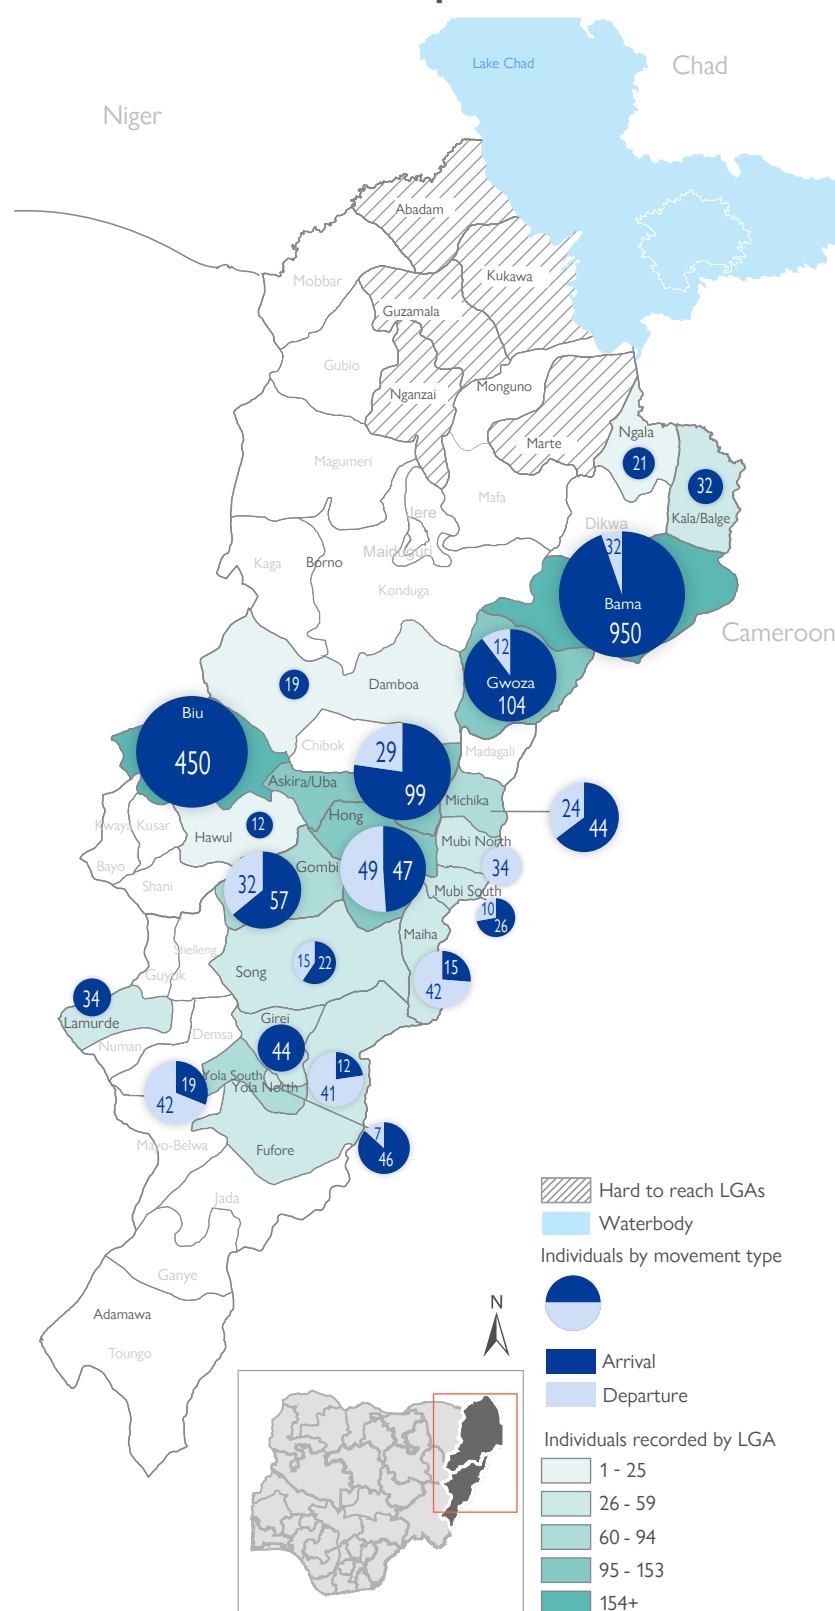 Lake Chad
Chad
Niger
Abadam
Kukawa
Mobbar
Guzamala
Gubio
Monguno
Nganzai
Ngala
Marte
Magumeri
21
32
Mafa
Jere
Kala/Balge
Dikwa
Maiduguri
Kaga
Borno
32
Konduga
Bama
950
Cameroon
12
Gwoza
104
19
Damboa
Biu
450
Chibok
29
99
Madagali
Askira/Uba
Michika
Hong
24
44
Kwaya Kusar
12
Hawul
Mubi North
Bayo
Gombi
49
47
34
Shani
32
57
Mubi South
10
26
Maiha
Shelleng
15
22
Song
15
42
Guyuk
34
Lamurde
Girei
Demsa
Numan
44
12
41
Yola South
Yola North
19
42
7
46
Mayo-Belwa
Fufore
Jada
Ganye
Adamawa
Toungo
Hard to reach LGAs
Waterbody
Individuals by movement type
N
Arrival
Departure
Individuals recorded by LGA
1 - 25
26 - 59
60 - 94
95 - 153
154+